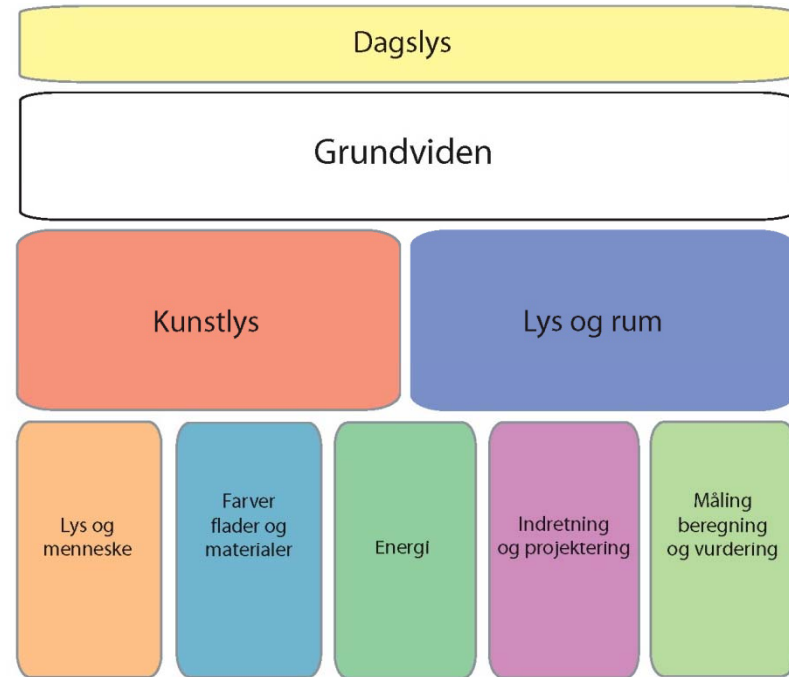 Dagslys
Grundviden
Kunstlys
Lys og rum
Lys og
menneske
Farver
flader og
materialer
Energi
Indretning
og projektering
Måling
beregning
og vurdering